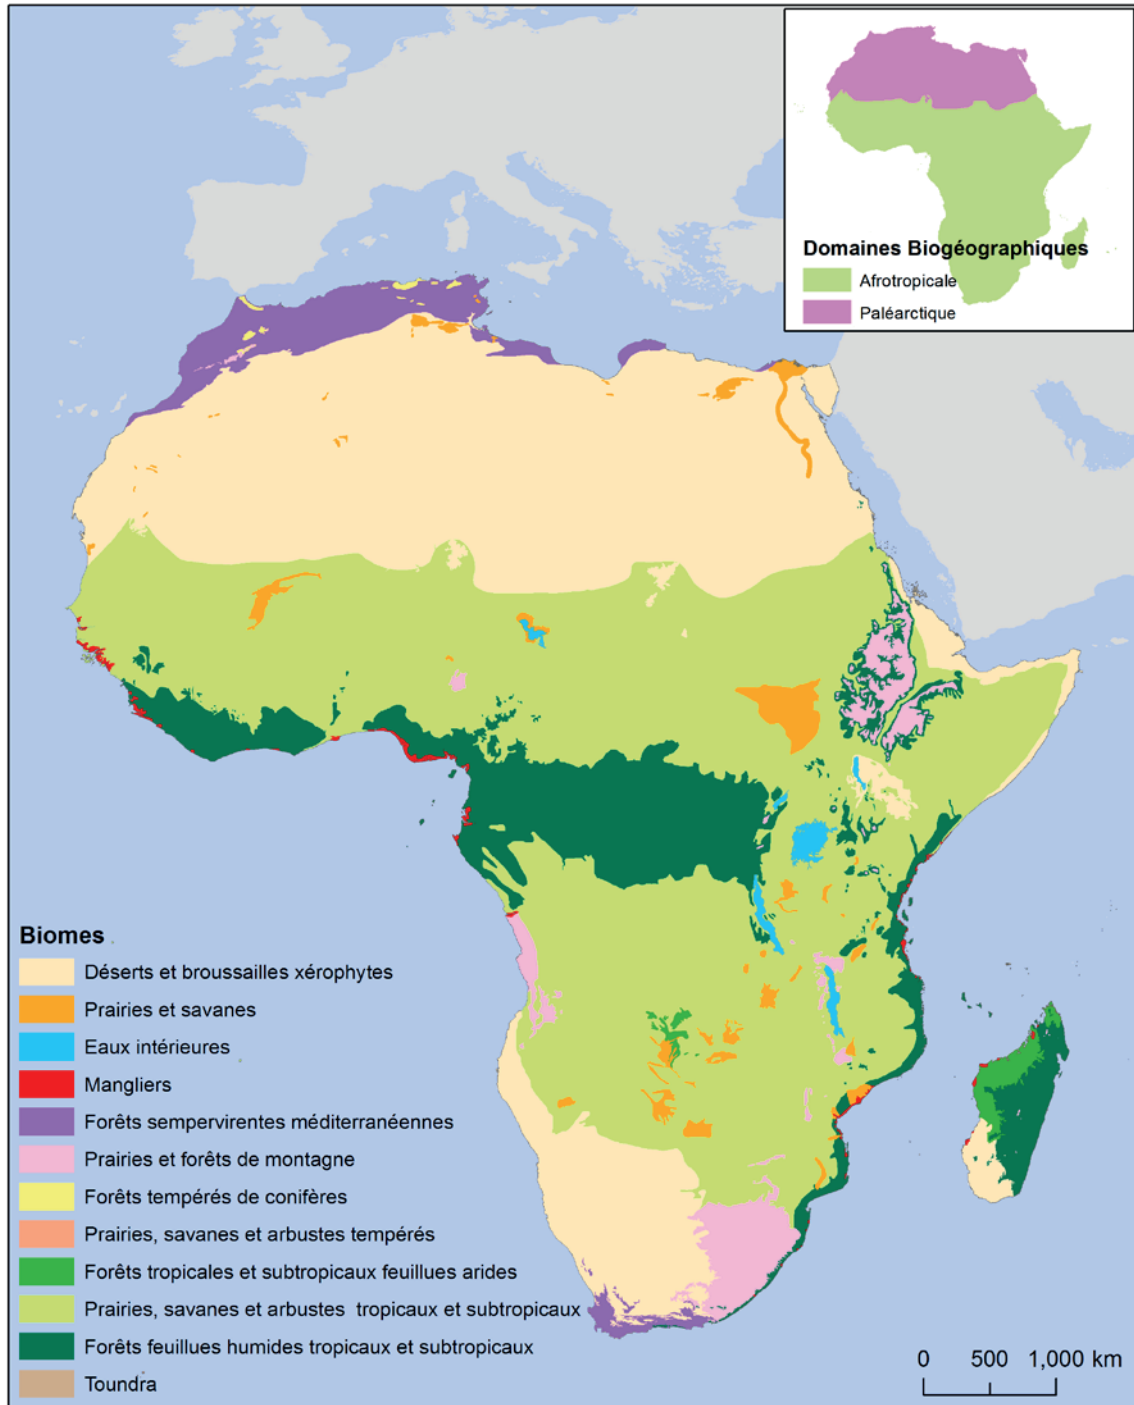 Domaines Biogéographiques
Afrotropicale
Paléarctique
Biomes
Déserts et broussailles xérophytes
Prairies et savanes
Eaux intérieures
Mangliers
Forêts sempervirentes méditerranéennes
Prairies et forêts de montagne
Forêts tempérés de conifères
Prairies, savanes et arbustes tempérés
Forêts tropicales et subtropicaux feuillues arides
Prairies, savanes et arbustes tropicaux et subtropicaux
Forêts feuillues humides tropicaux et subtropicaux
Toundra
0 500 1,000 km